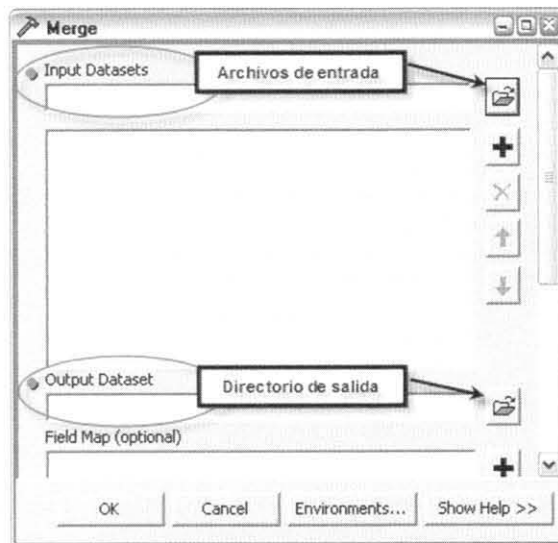 Merge
Input Datasets
Archivos de entrada
Output Dataset
Directorio de salida
Field Map (optional)
OK
Cancel
Environments...
Show Help >>